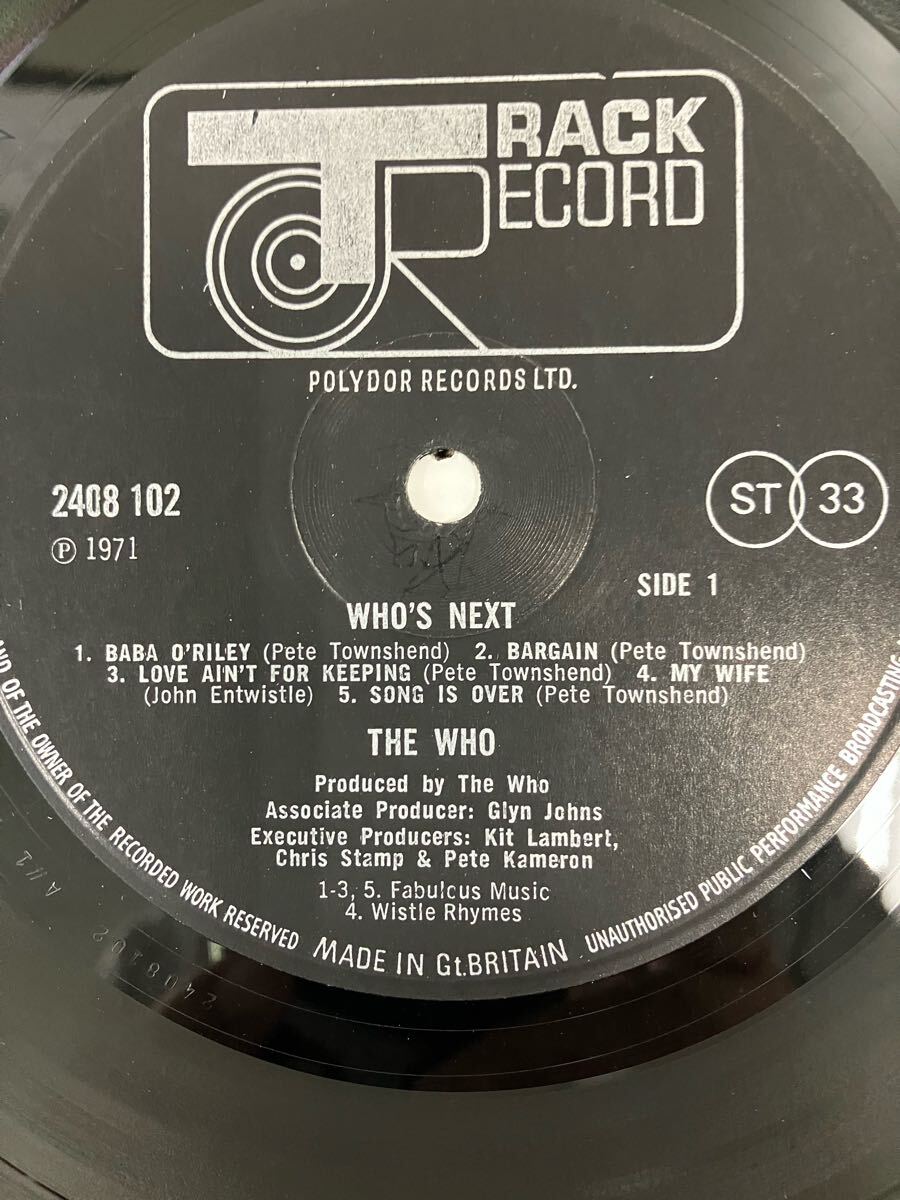 TRACK
RECORD
POLYDOR RECORDS LTD.
2408 102
℗ 1971
ST 33
SIDE 1
WHO'S NEXT
1. BABA O'RILEY (Pete Townshend) 2. BARGAIN (Pete Townshend)
3. LOVE AIN'T FOR KEEPING (Pete Townshend) 4. MY WIFE
(John Entwistle) 5. SONG IS OVER (Pete Townshend)
THE WHO
Produced by The Who
Associate Producer: Glyn Johns
Executive Producers: Kit Lambert,
Chris Stamp & Pete Kameron
1-3, 5. Fabulous Music
4. Wistle Rhymes
OF THE OWNER OF THE RECORDED WORK RESERVED
MADE IN Gt.BRITAIN
UNAUTHORISED PUBLIC PERFORMANCE BROADCASTING
2408102